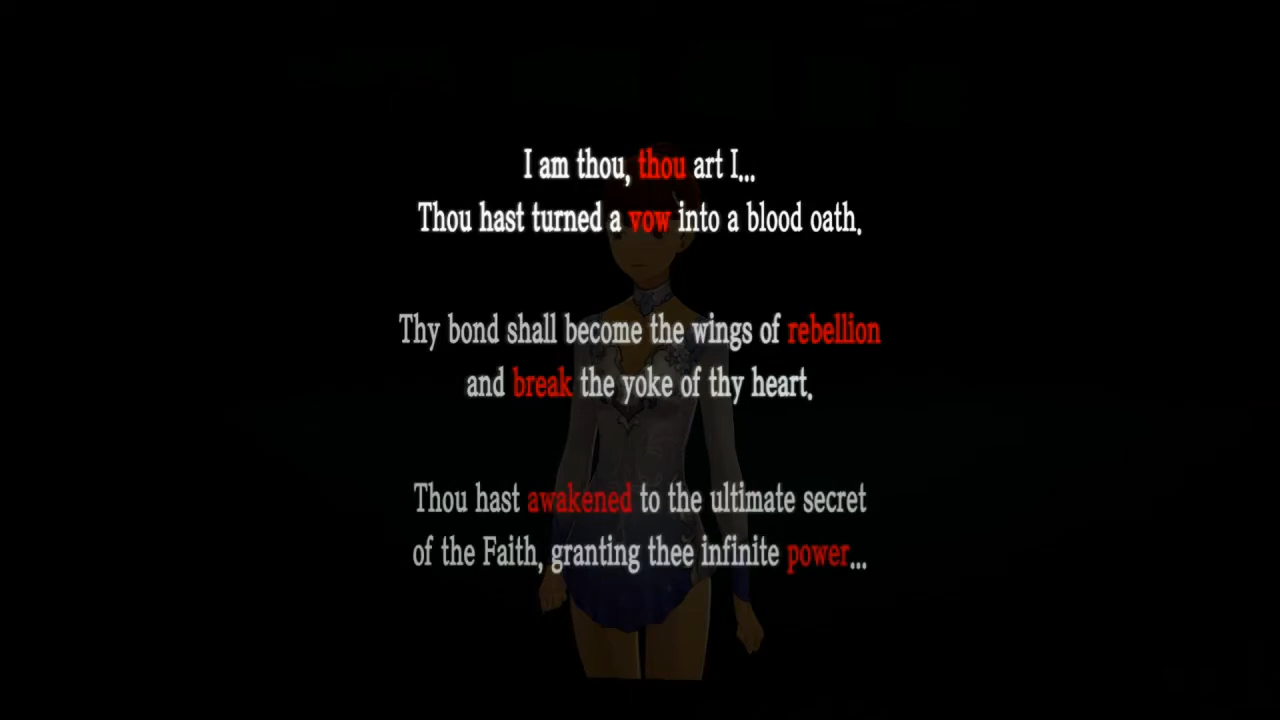 I am thou, thou art I...
Thou hast turned a vow into a blood oath.
Thy bond shall become the wings of rebellion
and break the yoke of thy heart.
Thou hast awakened to the ultimate secret
of the Faith, granting thee infinite power...